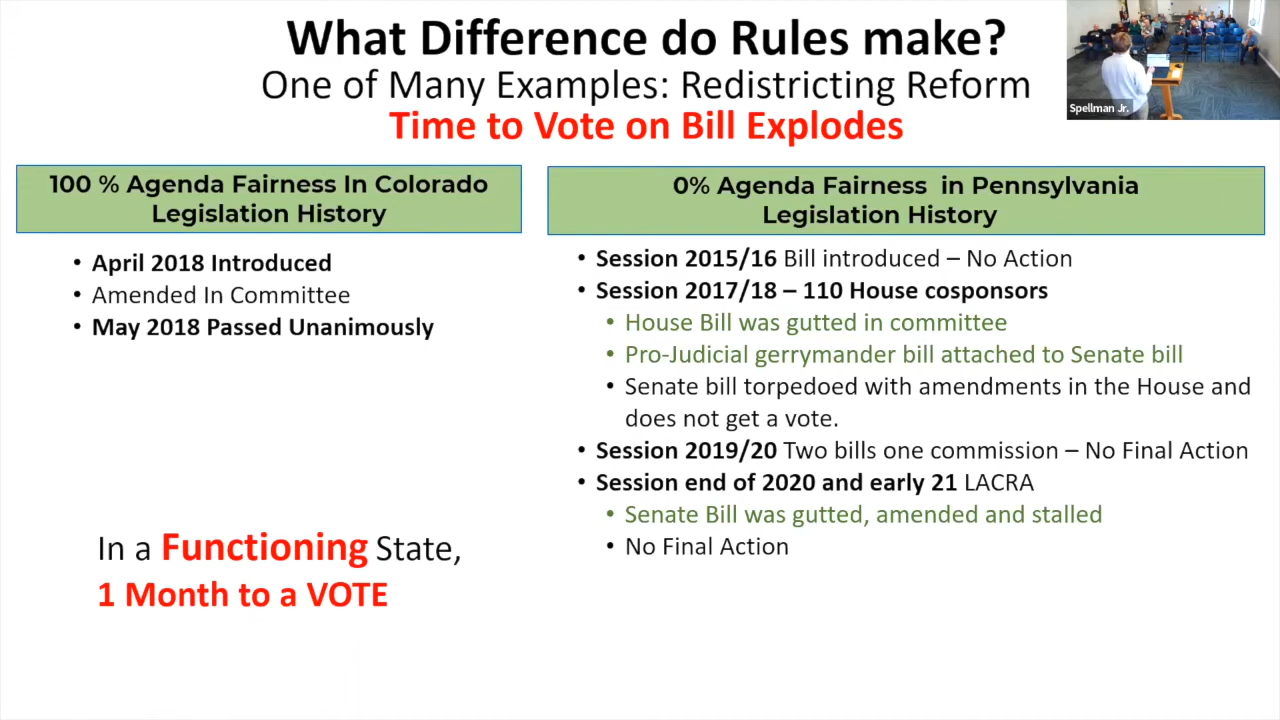 What Difference do Rules make?
One of Many Examples: Redistricting Reform
Time to Vote on Bill Explodes
Spellman Jr.
100 % Agenda Fairness In Colorado
Legislation History
• April 2018 Introduced
• Amended In Committee
• May 2018 Passed Unanimously
In a Functioning State,
1 Month to a VOTE
0% Agenda Fairness in Pennsylvania
Legislation History
• Session 2015/16 Bill introduced – No Action
• Session 2017/18 – 110 House cosponsors
• House Bill was gutted in committee
• Pro-Judicial gerrymander bill attached to Senate bill
• Senate bill torpedoed with amendments in the House and
does not get a vote.
• Session 2019/20 Two bills one commission – No Final Action
• Session end of 2020 and early 21 LACRA
• Senate Bill was gutted, amended and stalled
• No Final Action